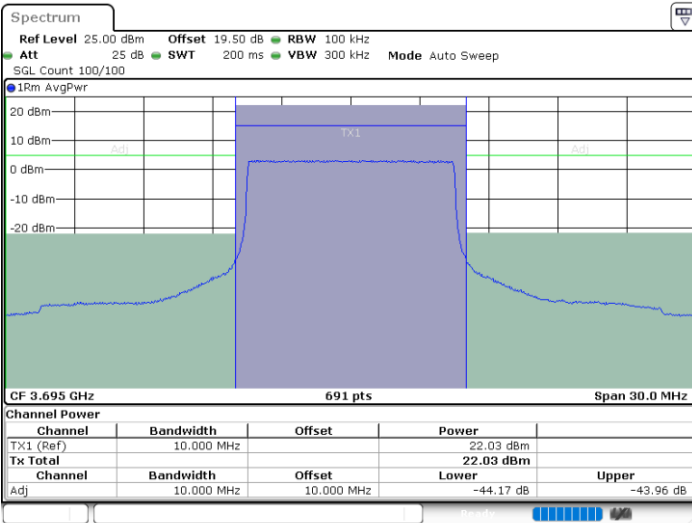 Spectrum
Ref Level 25.00 dBm Offset 19.50 dB RBW 100 kHz
Att 25 dB SWT 200 ms VBW 300 kHz Mode Auto Sweep
SGL Count 100/100
1Rm AvgPwr
20 dBm
TX1
10 dBm
Adj Adj
0 dBm
-10 dBm
-20 dBm
CF 3.695 GHz 691 pts Span 30.0 MHz
Channel Power
Channel Bandwidth Offset Power
TX1 (Ref) 10.000 MHz 22.03 dBm
Tx Total 22.03 dBm
Channel Bandwidth Offset Lower Upper
Adj 10.000 MHz 10.000 MHz -44.17 dB -43.96 dB
Ready